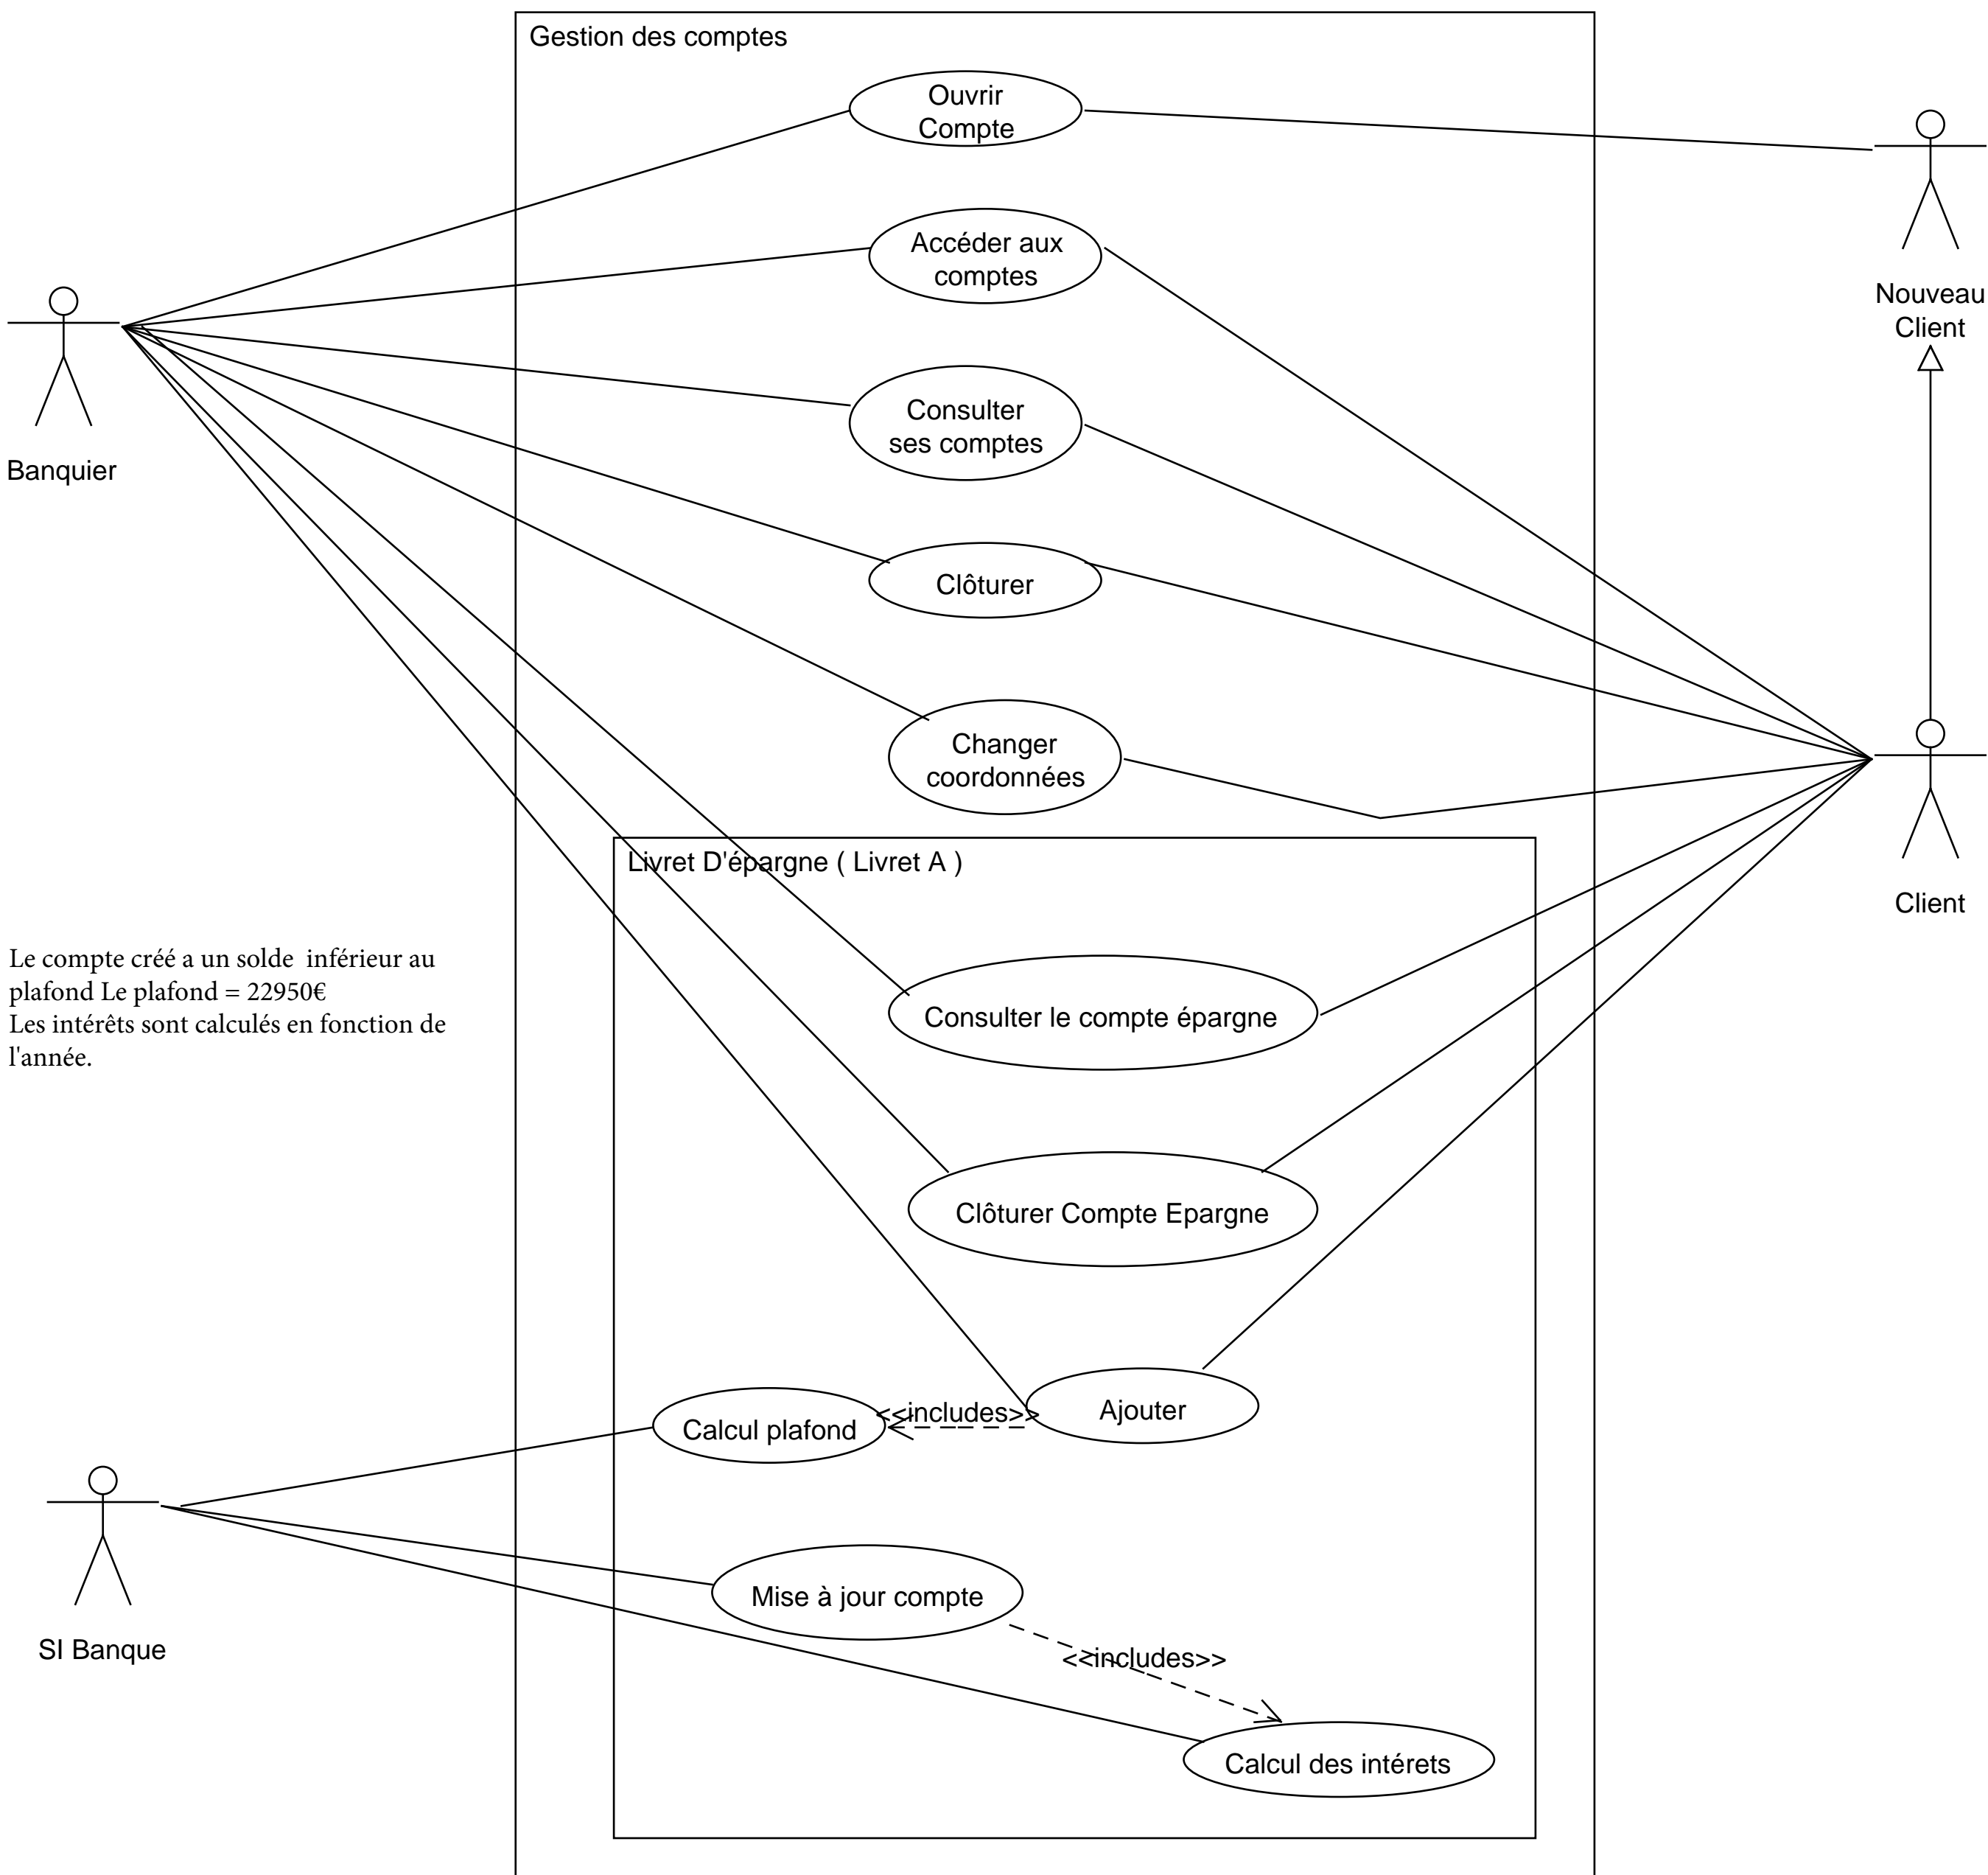 Gestion des comptes
Ouvrir
Compte
Accéder aux
comptes
Nouveau
Client
Consulter
ses comptes
Banquier
Clôturer
Changer
coordonnées
Livret D'épargne ( Livret A )
Client
Le compte créé a un solde  inférieur au
plafond Le plafond = 22950€
Les intérêts sont calculés en fonction de
l'année.
Consulter le compte épargne
Clôturer Compte Epargne
Calcul plafond
<<includes>>
Ajouter
Mise à jour compte
SI Banque
<<includes>>
Calcul des intérets